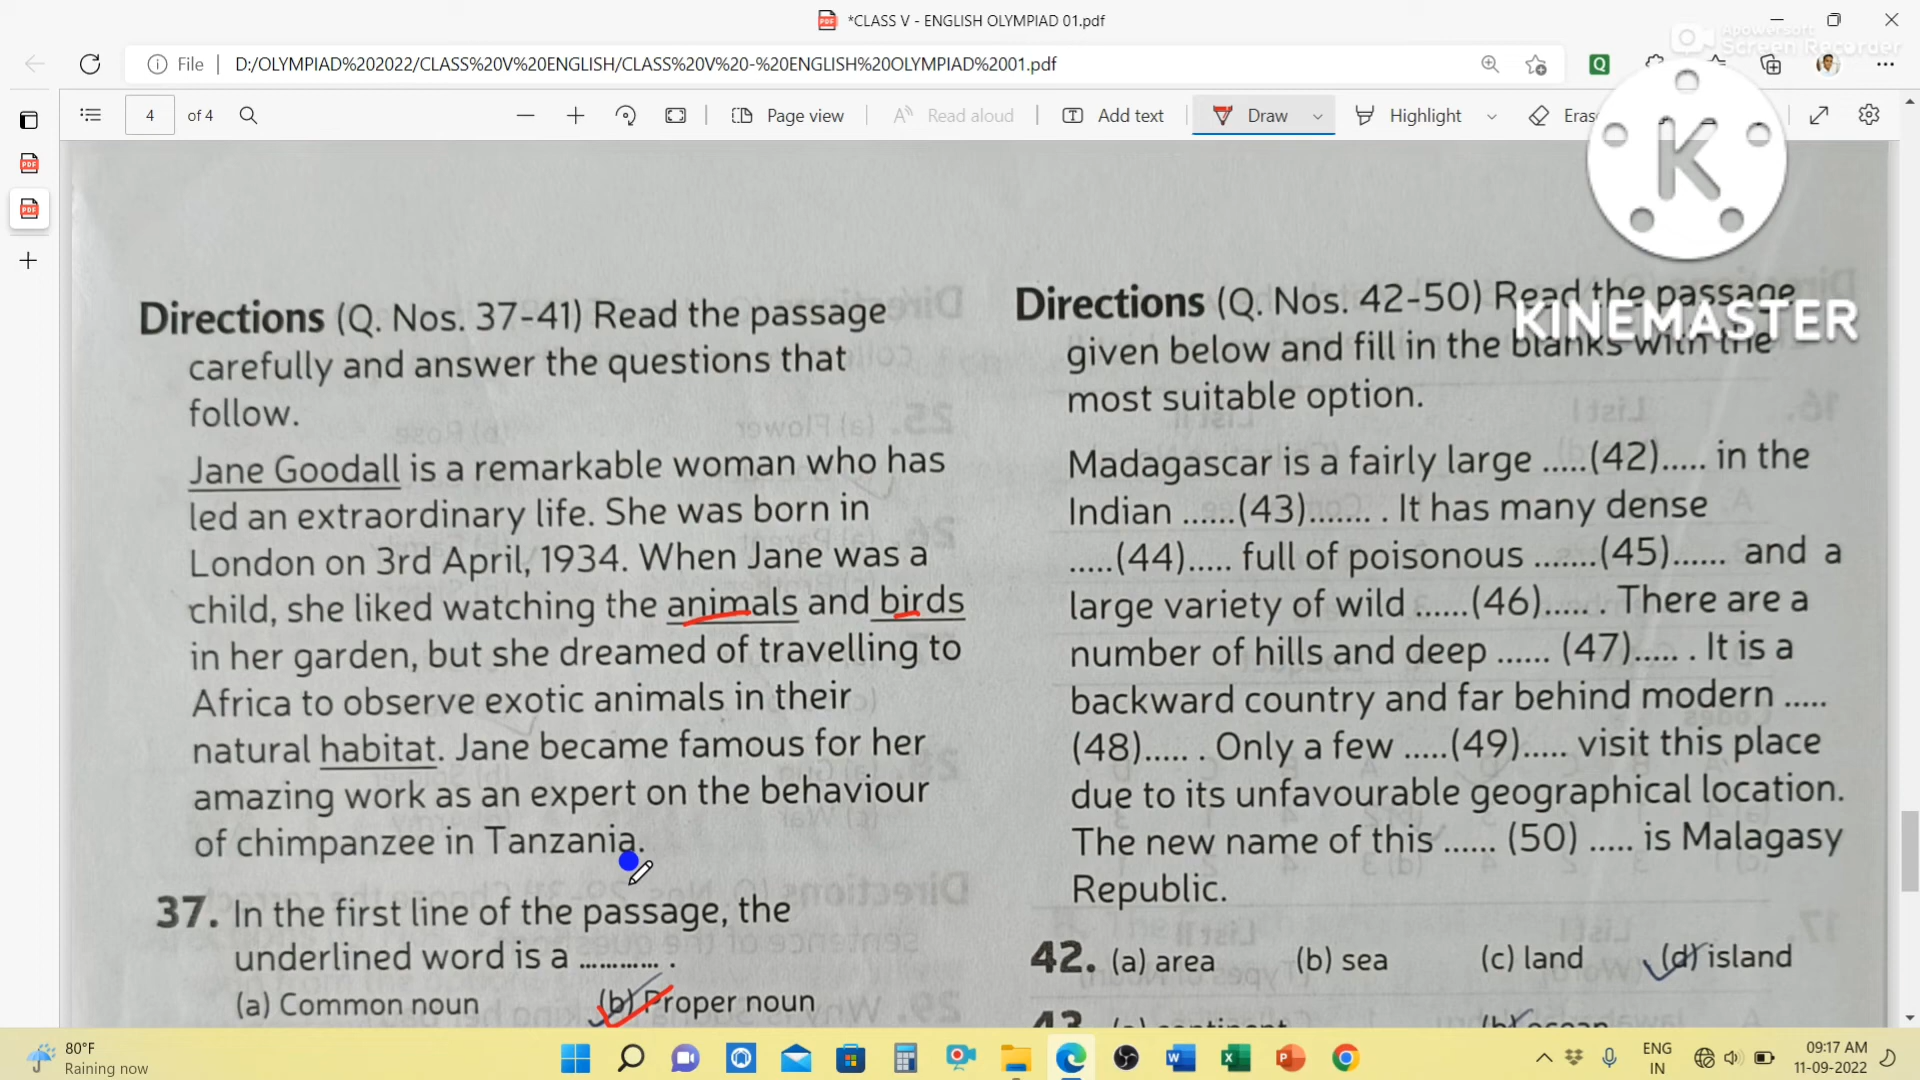 *CLASS V - ENGLISH OLYMPIAD 01.pdf
Apowersoft
Screen Recorder
File
D:/OLYMPIAD%202022/CLASS%20V%20ENGLISH/CLASS%20V%20-%20ENGLISH%20OLYMPIAD%2001.pdf
4 of 4
Page view
Read aloud
Add text
Draw
Highlight
K
KINEMASTER
Directions (Q. Nos. 37-41) Read the passage
carefully and answer the questions that
follow.
Jane Goodall is a remarkable woman who has
led an extraordinary life. She was born in
London on 3rd April, 1934. When Jane was a
child, she liked watching the animals and birds
in her garden, but she dreamed of travelling to
Africa to observe exotic animals in their
natural habitat. Jane became famous for her
amazing work as an expert on the behaviour
of chimpanzee in Tanzania.
37. In the first line of the passage, the
underlined word is a ............ .
(a) Common noun (b) Proper noun
Directions (Q. Nos. 42-50) Read the passage
given below and fill in the blanks with the
most suitable option.
Madagascar is a fairly large .....(42)..... in the
Indian ......(43)....... . It has many dense
.....(44)..... full of poisonous .......(45)...... and a
large variety of wild ......(46)...... . There are a
number of hills and deep ...... (47)..... . It is a
backward country and far behind modern .....
(48)...... . Only a few .....(49)..... visit this place
due to its unfavourable geographical location.
The new name of this ...... (50) ..... is Malagasy
Republic.
42. (a) area (b) sea (c) land (d) island
80°F
Raining now
ENG
IN
09:17 AM
11-09-2022